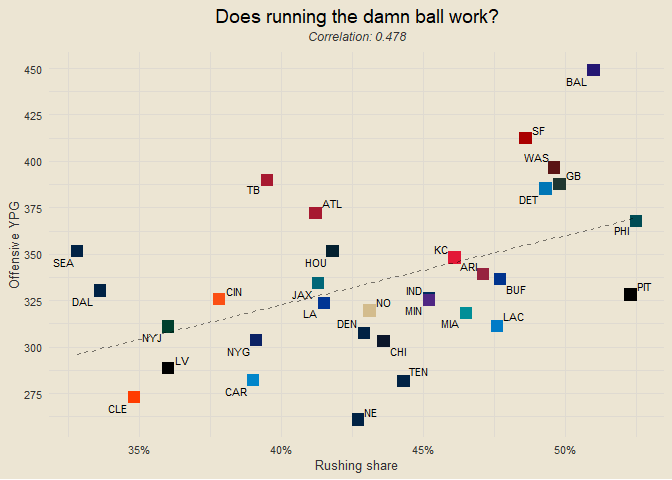 Does running the damn ball work?
Correlation: 0.478
Offensive YPG
450
425
400
375
350
325
300
275
BAL
SF
WAS
GB
DET
TB
ATL
PHI
SEA
HOU
KC
ARI
DAL
JAX
BUF
PIT
CIN
LA
NO
IND
MIN
MIA
LAC
NYJ
DEN
NYG
CHI
LV
CAR
TEN
CLE
NE
35%
40%
45%
50%
Rushing share